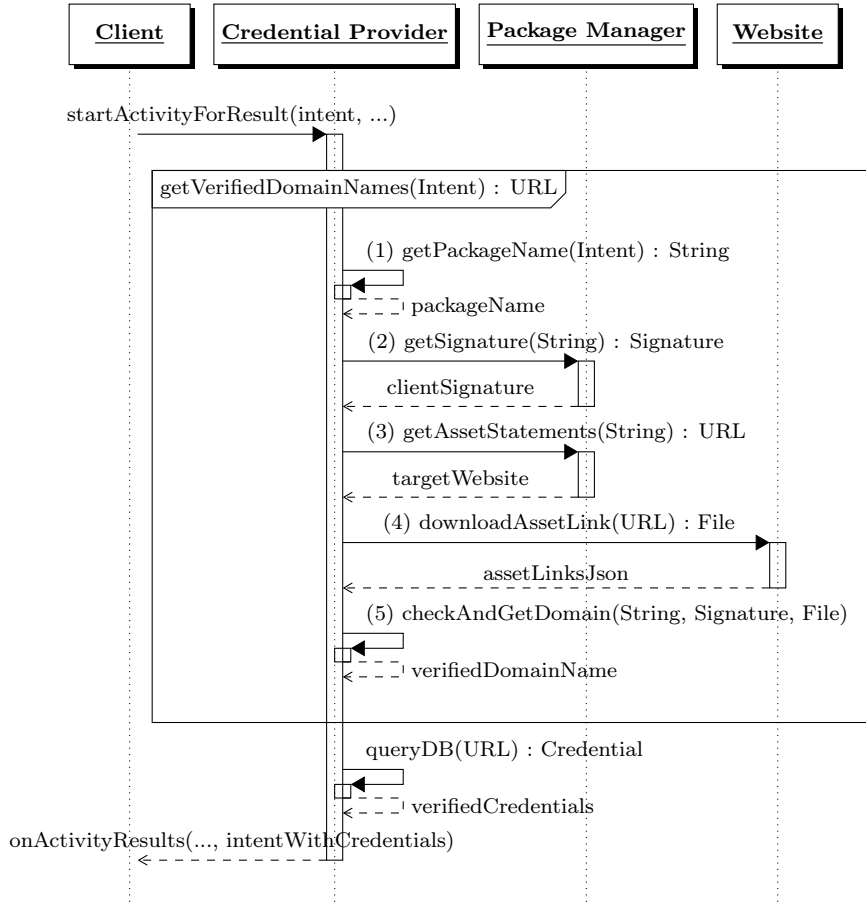 Client
Credential Provider
Package Manager
Website
startActivityForResult(intent, ...)
getVerifiedDomainNames(Intent) : URL
(1) getPackageName(Intent) : String
packageName
(2) getSignature(String) : Signature
clientSignature
(3) getAssetStatements(String) : URL
targetWebsite
(4) downloadAssetLink(URL) : File
assetLinksJson
(5) checkAndGetDomain(String, Signature, File)
verifiedDomainName
queryDB(URL) : Credential
verifiedCredentials
onActivityResults(..., intentWithCredentials)